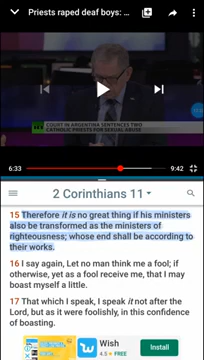 Priests raped deaf boys:
COURT IN ARGENTINA SENTENCES TWO
CATHOLIC PRIESTS FOR SEXUAL ABUSE
RT
6:33
9:42
2 Corinthians 11
15 Therefore it is no great thing if his ministers
also be transformed as the ministers of
righteousness; whose end shall be according to
their works.
16 I say again, Let no man think me a fool; if
otherwise, yet as a fool receive me, that I may
boast myself a little.
17 That which I speak, I speak it not after the
Lord, but as it were foolishly, in this confidence
of boasting.
Wish
4.5 ★ FREE
Install